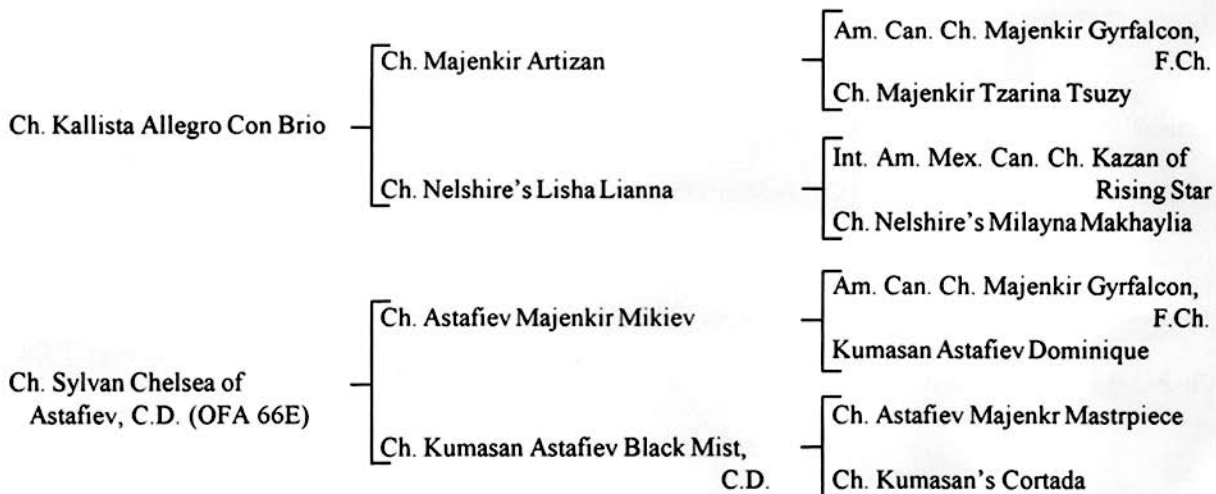 Am. Can. Ch. Majenkir Gyrfalcon,
F.Ch.
Ch. Majenkir Artizan
Ch. Majenkir Tzarina Tsuzy
Ch. Kallista Allegro Con Brio
Int. Am. Mex. Can. Ch. Kazan of
Rising Star
Ch. Nelshire's Lisha Lianna
Ch. Nelshire's Milayna Makhaylia
Am. Can. Ch. Majenkir Gyrfalcon,
F.Ch.
Ch. Astafiev Majenkir Mikiev
Kumasan Astafiev Dominique
Ch. Sylvan Chelsea of
Astafiev, C.D. (OFA 66E)
Ch. Astafiev Majenkr Mastrpiece
Ch. Kumasan Astafiev Black Mist,
C.D.
Ch. Kumasan's Cortada